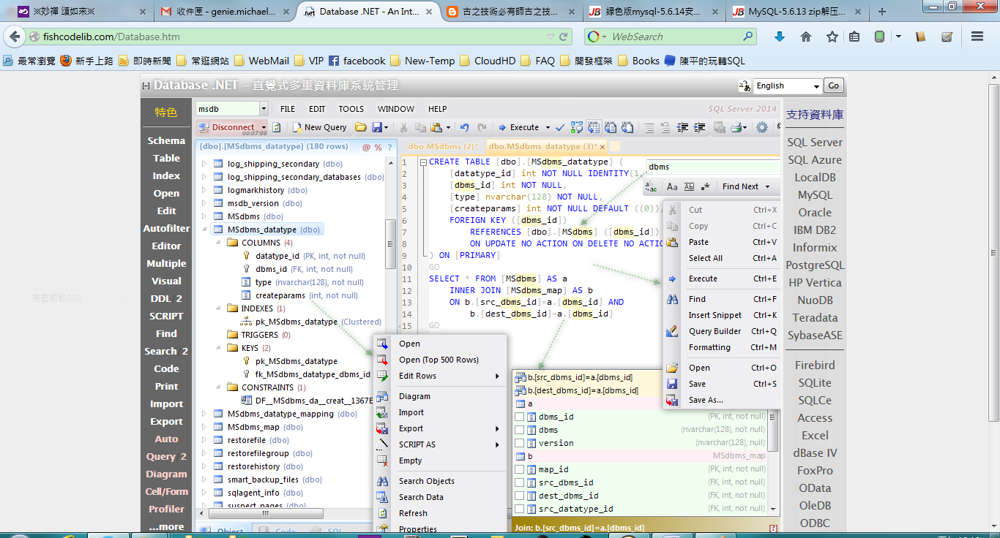 ※妙禪 頌如來※
收件匣 - genie.michael...
Database .NET - An Int...
古之技術必有師古之技...
绿色版mysql-5.6.14安...
MySQL-5.6.13 zip解压...
fishcodelib.com/Database.htm
WebSearch
最常瀏覽 新手上路 即時新聞 常逛網站 WebMail VIP facebook New-Temp CloudHD FAQ 開發框架 Books 陳平的玩轉SQL
Database .NET - 直覺式多重資料庫系統管理
English Go
特色
Schema
Table
Index
Open
Edit
Autofilter
Editor
Multiple
Visual
DDL 2
SCRIPT
Find
Search 2
Code
Print
Import
Export
Auto
Query 2
Diagram
Cell/Form
Profiler
...more
msdb FILE EDIT TOOLS WINDOW HELP SQL Server 2014
Disconnect 00:07:08 New Query Execute
[dbo].[MSdbms_datatype] (180 rows) @ % ?
log_shipping_secondary (dbo)
log_shipping_secondary_databases (dbo)
logmarkhistory (dbo)
msdb_version (dbo)
MSdbms (dbo)
MSdbms_datatype (dbo)
COLUMNS (4)
datatype_id (PK, int, not null)
dbms_id (FK, int, not null)
type (nvarchar(128), not null)
createparams (int, not null)
INDEXES (1)
pk_MSdbms_datatype (Clustered)
TRIGGERS (0)
KEYS (2)
pk_MSdbms_datatype
fk_MSdbms_datatype_dbms_id
CONSTRAINTS (1)
DF__MSdbms_da__creat__1367E
MSdbms_datatype_mapping (dbo)
MSdbms_map (dbo)
restorefile (dbo)
restorefilegroup (dbo)
restorehistory (dbo)
smart_backup_files (dbo)
sqlagent_info (dbo)
suspect_pages (dbo)
Object Code SQL
dbo.MSdbms (2)* dbo.MSdbms_datatype (3)*
1 CREATE TABLE [dbo].[MSdbms_datatype] (
2 [datatype_id] int NOT NULL IDENTITY(1,
3 [dbms_id] int NOT NULL,
4 [type] nvarchar(128) NOT NULL,
5 [createparams] int NOT NULL DEFAULT ((0)),
6 FOREIGN KEY ([dbms_id])
7 REFERENCES [dbo].[MSdbms] ([dbms_id])
8 ON UPDATE NO ACTION ON DELETE NO ACTIO
9 ) ON [PRIMARY]
10 GO
11 SELECT * FROM [MSdbms] AS a
12 INNER JOIN [MSdbms_map] AS b
13 ON b.[src_dbms_id]=a.[dbms_id] AND
14 b.[dest_dbms_id]=a.[dbms_id]
15 GO
dbms
Aa Ab Find Next
Cut Ctrl+X
Copy Ctrl+C
Paste Ctrl+V
Select All Ctrl+A
Execute Ctrl+E
Find Ctrl+F
Insert Snippet Ctrl+K
Query Builder Ctrl+Q
Formatting Ctrl+M
Open Ctrl+O
Save Ctrl+S
Save As...
Open
Open (Top 500 Rows)
Edit Rows
Diagram
Import
Export
SCRIPT AS
Empty
Search Objects
Search Data
Refresh
Properties
b.[src_dbms_id]=a.[dbms_id]
b.[dest_dbms_id]=a.[dbms_id]
a
dbms_id (PK, int, not null)
dbms (nvarchar(128), not null)
version (nvarchar(128), null)
b MSdbms_map
map_id (PK, int, not null)
src_dbms_id (FK, int, not null)
dest_dbms_id (FK, int, not null)
src_datatype_id (FK, int, not null)
Join: b.[src_dbms_id]=a.[dbms_id] [?]
支持資料庫
SQL Server
SQL Azure
LocalDB
MySQL
Oracle
IBM DB2
Informix
PostgreSQL
HP Vertica
NuoDB
Teradata
SybaseASE
Firebird
SQLite
SQLCe
Access
Excel
dBase IV
FoxPro
OData
OleDB
ODBC